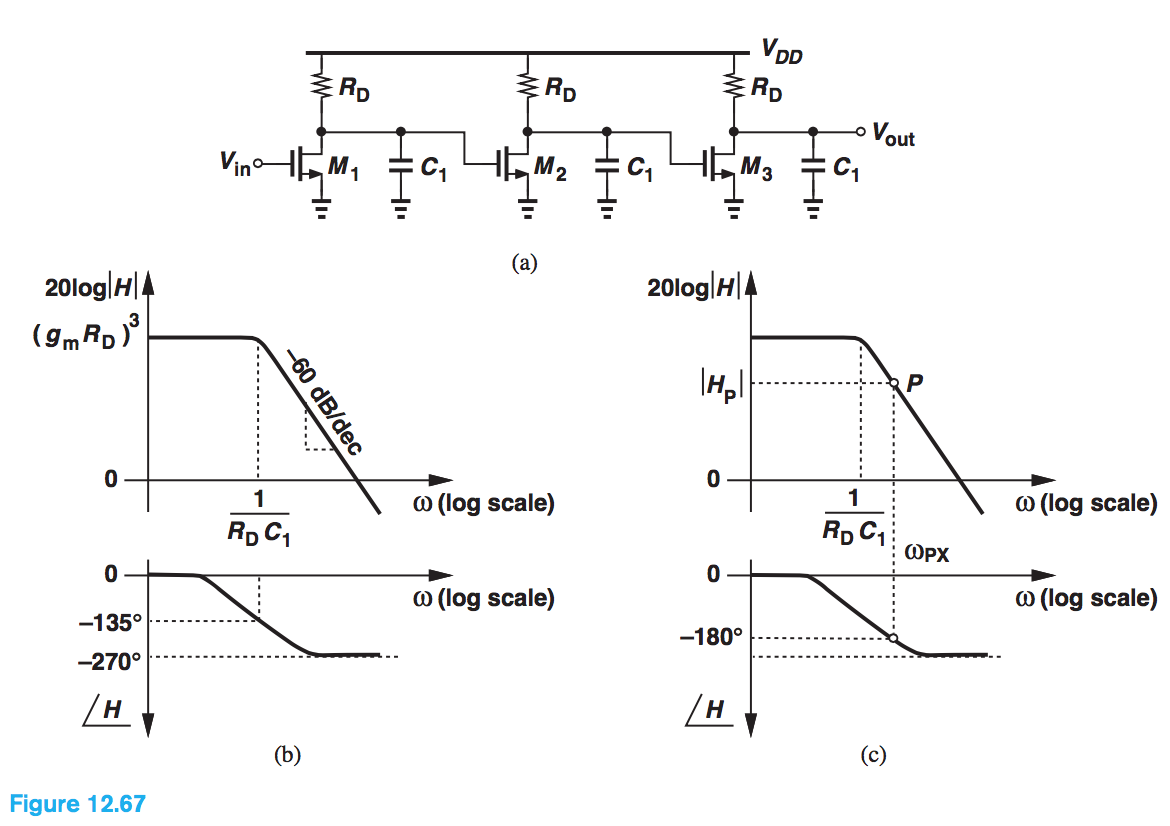 V_DD
R_D R_D R_D
V_out
V_in M_1 C_1 M_2 C_1 M_3 C_1
(a)
20log|H| 20log|H|
(g_m R_D)^3
–60 dB/dec
|H_P| P
0 0
1 1
ω (log scale) ω (log scale)
R_D C_1 R_D C_1
ω_PX
0 0
ω (log scale) ω (log scale)
–135° –180°
–270°
∠H ∠H
(b) (c)
Figure 12.67